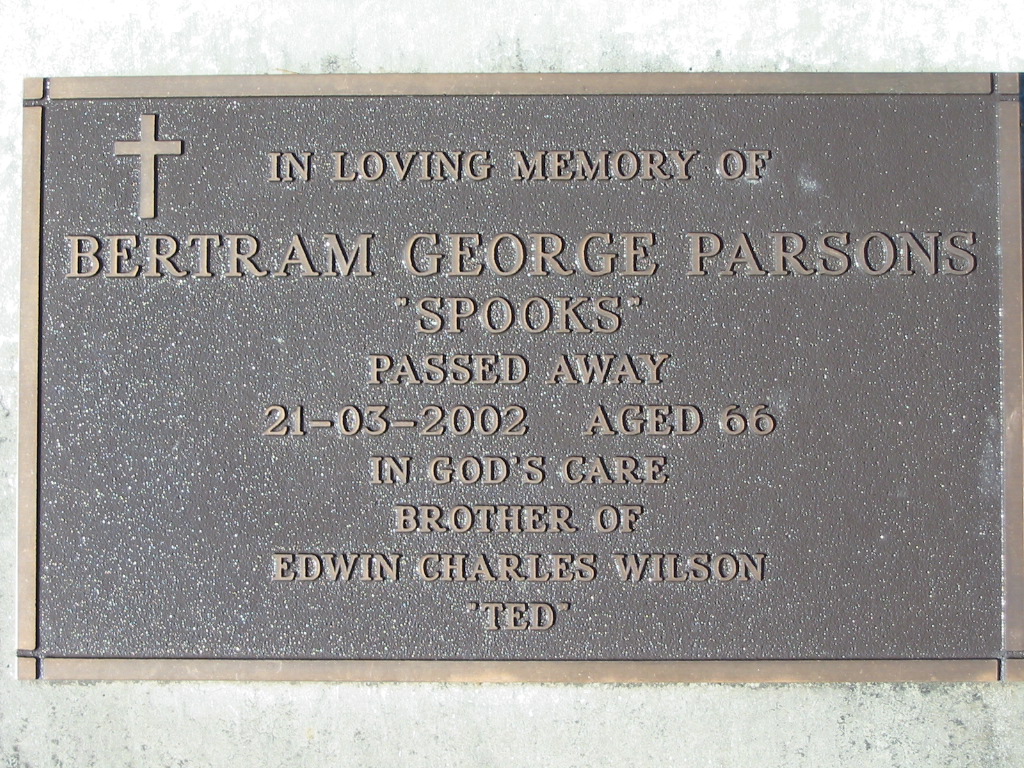 IN LOVING MEMORY OF
BERTRAM GEORGE PARSONS
"SPOOKS"
PASSED AWAY
21-03-2002 AGED 66
IN GOD'S CARE
BROTHER OF
EDWIN CHARLES WILSON
"TED"